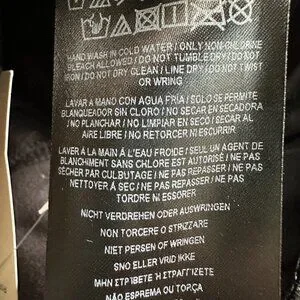 HAND WASH IN COLD WATER / ONLY NON-CHLORINE
BLEACH ALLOWED / DO NOT TUMBLE DRY / DO NOT
IRON / DO NOT DRY CLEAN / LINE DRY / DO NOT TWIST
OR WRING
LAVAR A MANO CON AGUA FRÍA / SOLO SE PERMITE
BLANQUEADOR SIN CLORO / NO SECAR EN SECADORA
/ NO PLANCHAR / NO LIMPIAR EN SECO / SECAR AL
AIRE LIBRE / NO RETORCER NI ESCURRIR
LAVER A LA MAIN À L'EAU FROIDE / SEUL UN AGENT DE
BLANCHIMENT SANS CHLORE EST AUTORISÉ / NE PAS
SÉCHER PAR CULBUTAGE / NE PAS REPASSER / NE PAS
NETTOYER À SEC / NE PAS REPASSER / NE PAS
TORDRE NI ESSORER
NICHT VERDREHEN ODER AUSWRINGEN
NON TORCERE O STRIZZARE
NIET PERSEN OF WRINGEN
SNO ELLER VRID IKKE
ΜΗΝ ΣΤΡΙΒΕΤΕ Ή ΣΤΡΑΓΓΙΖΕΤΕ
NÃO ESPREMA OU TORÇA